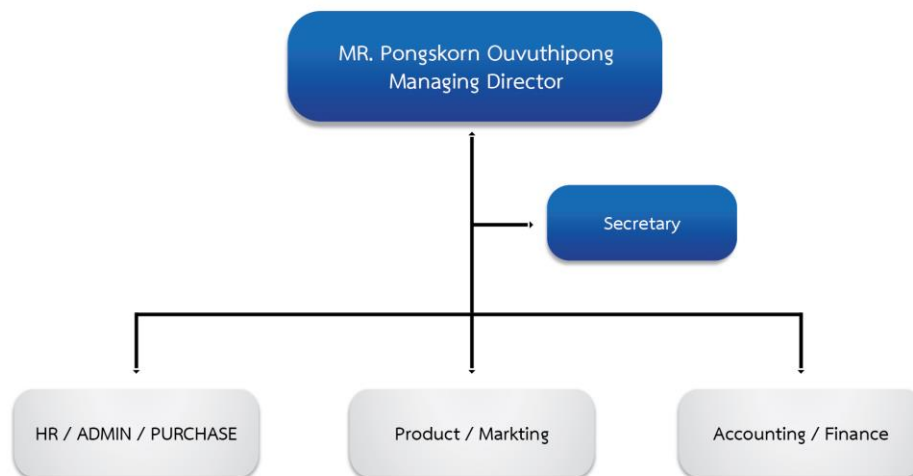 MR. Pongskorn Ouvuthipong
Managing Director
Secretary
HR / ADMIN / PURCHASE
Product / Markting
Accounting / Finance